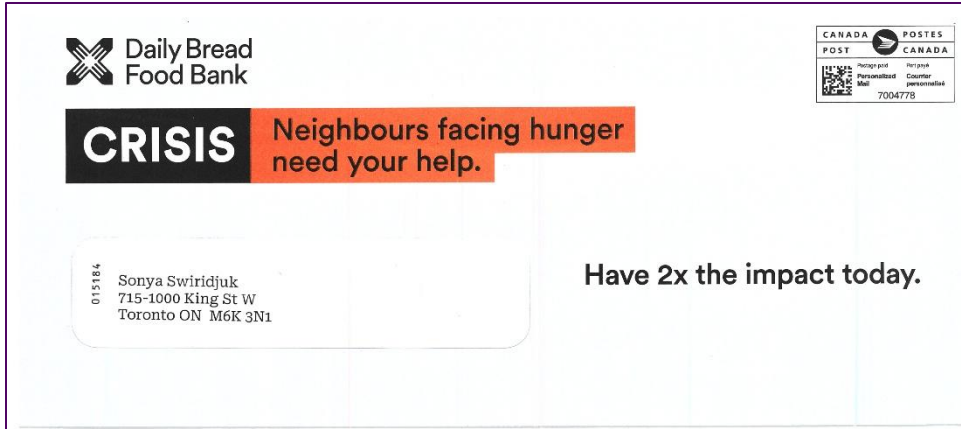 Daily Bread
Food Bank
CANADA POSTES
POST CANADA
Postage paid Port payé
Personalized Courrier
Mail personnalisé
7004778
CRISIS
Neighbours facing hunger
need your help.
015184
Sonya Swiridjuk
715-1000 King St W
Toronto ON M6K 3N1
Have 2x the impact today.